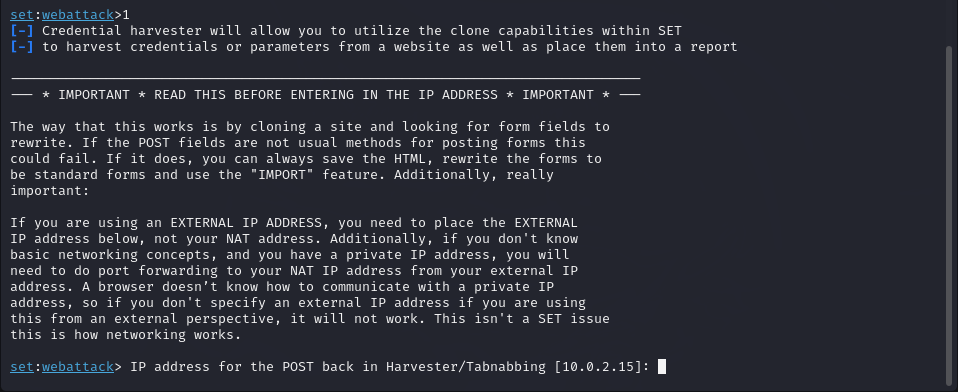 set:webattack>1
[-] Credential harvester will allow you to utilize the clone capabilities within SET
[-] to harvest credentials or parameters from a website as well as place them into a report

-------------------------------------------------------------------------------
--- * IMPORTANT * READ THIS BEFORE ENTERING IN THE IP ADDRESS * IMPORTANT * ---

The way that this works is by cloning a site and looking for form fields to
rewrite. If the POST fields are not usual methods for posting forms this
could fail. If it does, you can always save the HTML, rewrite the forms to
be standard forms and use the "IMPORT" feature. Additionally, really
important:

If you are using an EXTERNAL IP ADDRESS, you need to place the EXTERNAL
IP address below, not your NAT address. Additionally, if you don't know
basic networking concepts, and you have a private IP address, you will
need to do port forwarding to your NAT IP address from your external IP
address. A browser doesn’t know how to communicate with a private IP
address, so if you don't specify an external IP address if you are using
this from an external perspective, it will not work. This isn't a SET issue
this is how networking works.

set:webattack> IP address for the POST back in Harvester/Tabnabbing [10.0.2.15]: